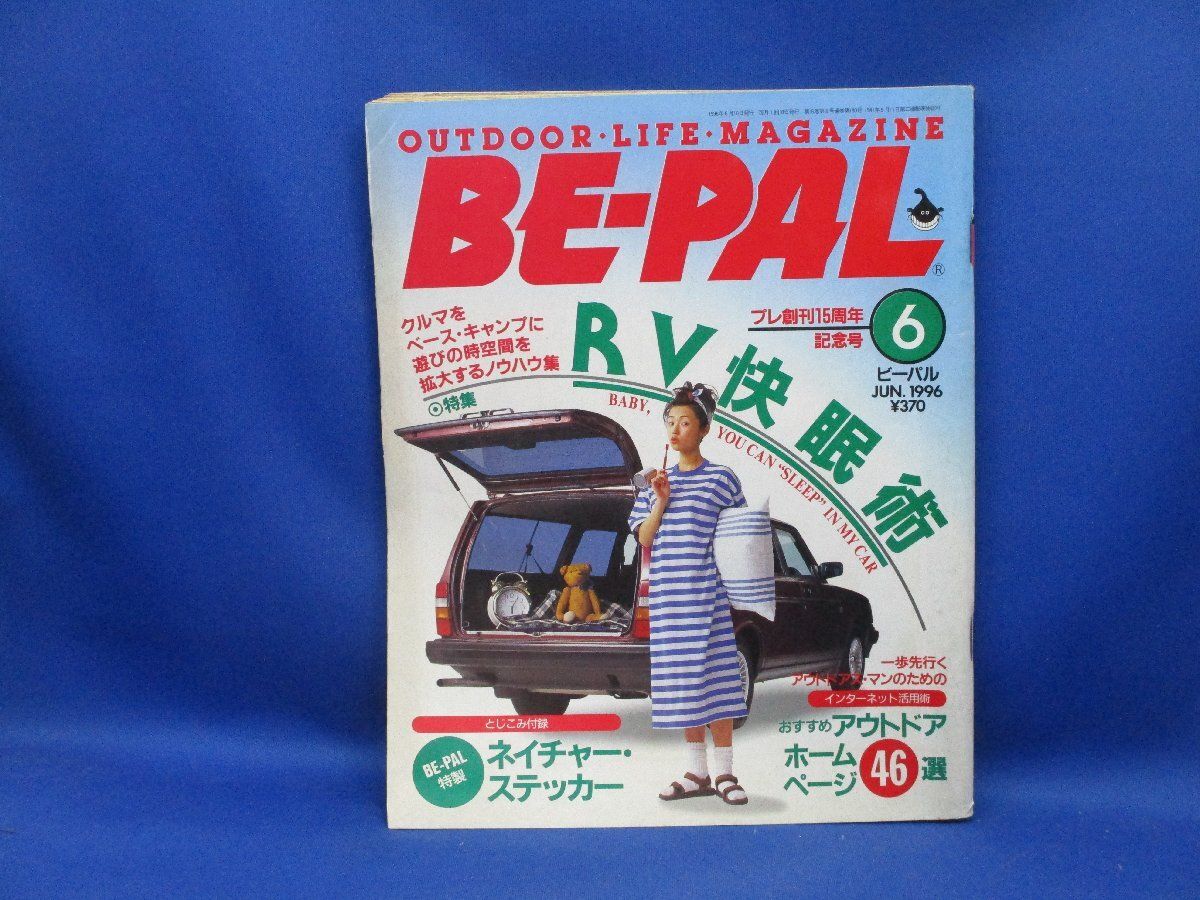 OUTDOOR・LIFE・MAGAZINE
BE-PAL
®
プレ創刊15周年
記念号
6
ビーパル
JUN. 1996
¥370
クルマを
ベース・キャンプに
遊びの時空間を
拡大するノウハウ集
特集
RV快眠術
BABY, YOU CAN “SLEEP” IN MY CAR
一歩先行く
アウトドアズ・マンのための
インターネット活用術
おすすめアウトドア
ホーム
ページ46選
とじこみ付録
BE-PAL
特製
ネイチャー・
ステッカー